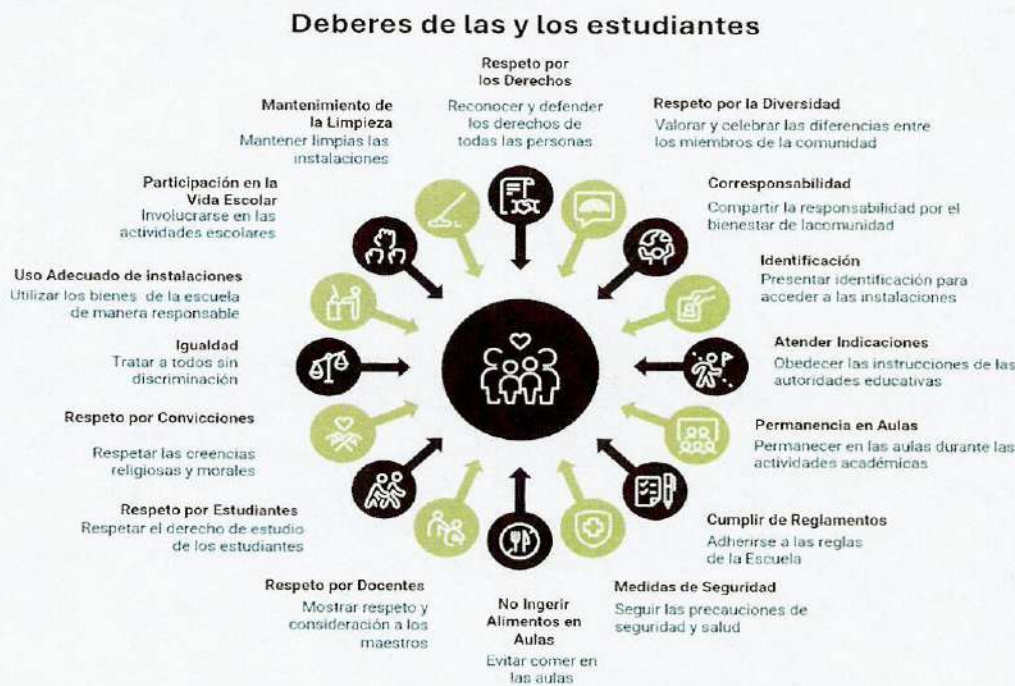 Deberes de las y los estudiantes
Respeto por
los Derechos
Reconocer y defender
los derechos de
todas las personas
Respeto por la Diversidad
Valorar y celebrar las diferencias entre
los miembros de la comunidad
Corresponsabilidad
Compartir la responsabilidad por el
bienestar de lacomunidad
Identificación
Presentar identificación para
acceder a las instalaciones
Atender Indicaciones
Obedecer las instrucciones de las
autoridades educativas
Permanencia en Aulas
Permanecer en las aulas durante las
actividades académicas
Cumplir de Reglamentos
Adherirse a las reglas
de la Escuela
Medidas de Seguridad
Seguir las precauciones de
seguridad y salud
No Ingerir
Alimentos en
Aulas
Evitar comer en
las aulas
Respeto por Docentes
Mostrar respeto y
consideración a los
maestros
Respeto por Estudiantes
Respetar el derecho de estudio
de los estudiantes
Respeto por Convicciones
Respetar las creencias
religiosas y morales
Igualdad
Tratar a todos sin
discriminación
Uso Adecuado de instalaciones
Utilizar los bienes de la escuela
de manera responsable
Participación en la
Vida Escolar
Involucrarse en las
actividades escolares
Mantenimiento de
la Limpieza
Mantener limpias las
instalaciones